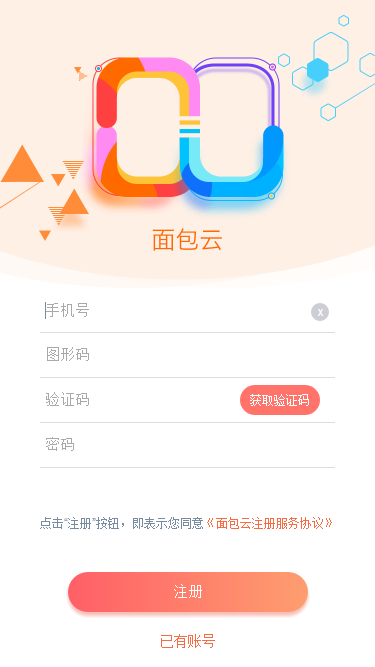 面包云
手机号
x
图形码
验证码
获取验证码
密码
点击“注册”按钮，即表示您同意《面包云注册服务协议》
注册
已有账号